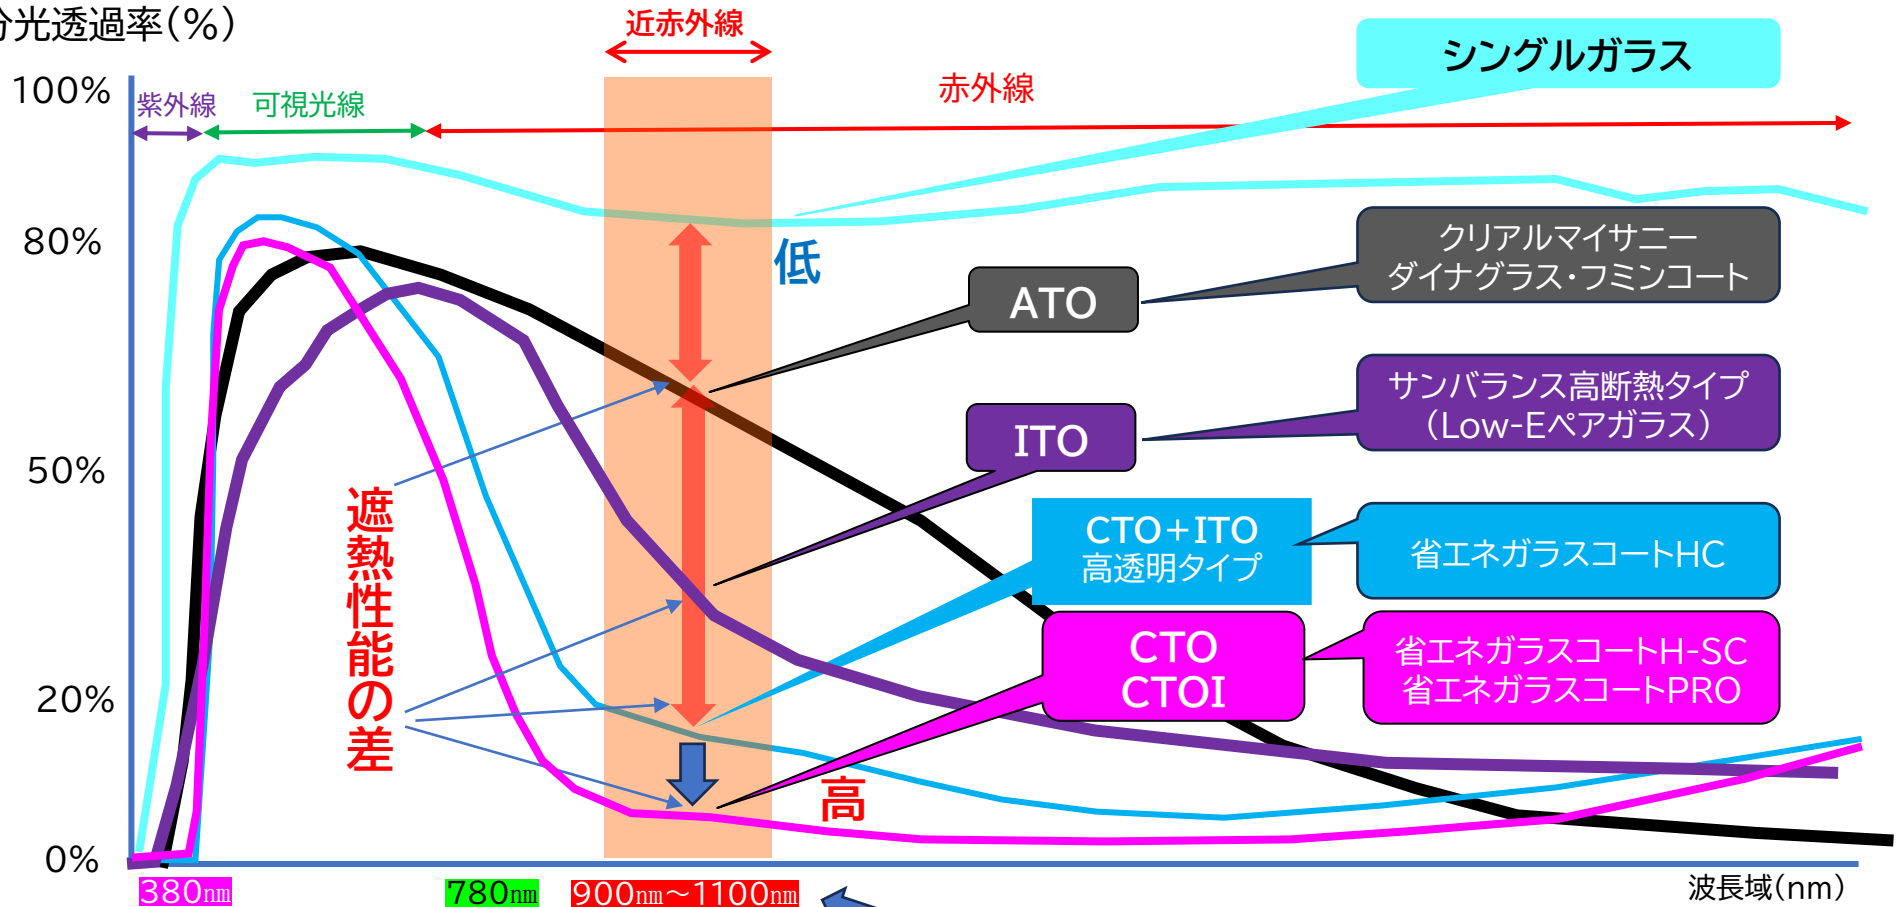 分光透過率(%)
近赤外線
シングルガラス
100%
紫外線
可視光線
赤外線
80%
低
クリアルマイサニー
ダイナグラス・フミンコート
ATO
サンバランス高断熱タイプ
(Low-Eペアガラス)
ITO
50%
遮熱性能の差
CTO+ITO
高透明タイプ
省エネガラスコートHC
CTO
CTOI
省エネガラスコートH-SC
省エネガラスコートPRO
20%
高
0%
380nm
780nm
900nm~1100nm
波長域(nm)